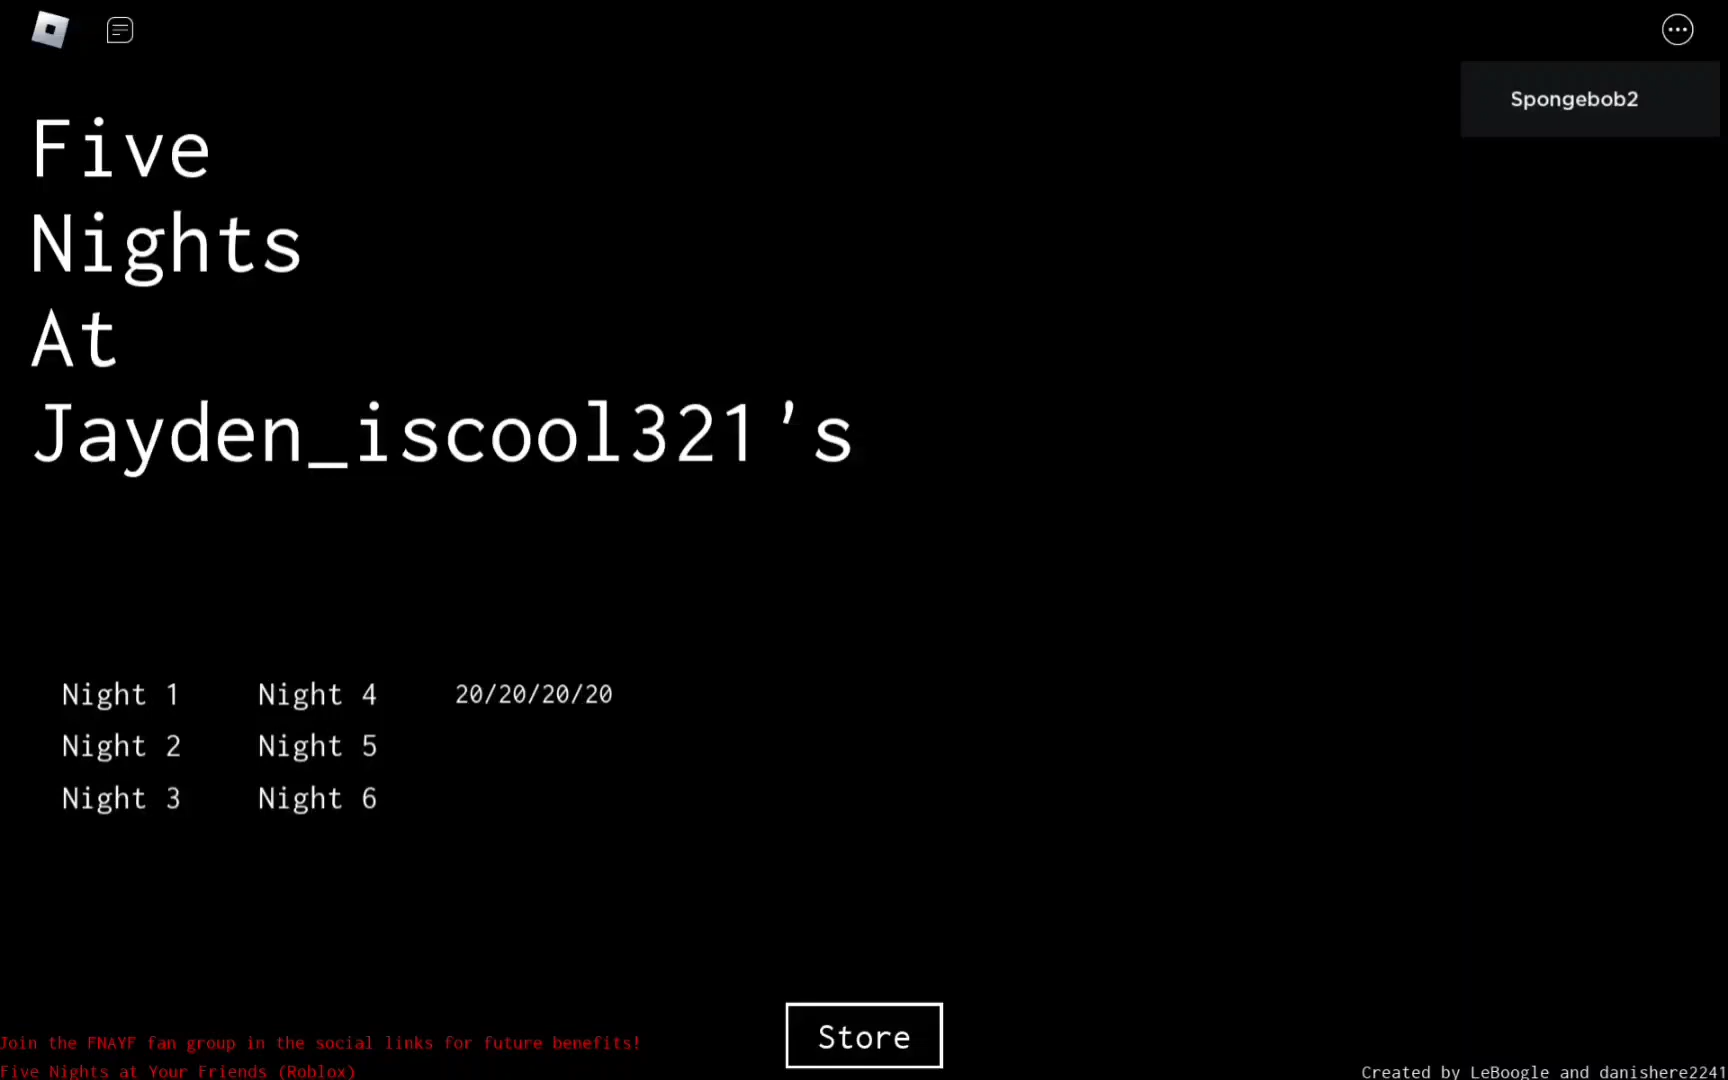 Spongebob2
Five
Nights
At
Jayden_iscool321's
Night 1 Night 4 20/20/20/20
Night 2 Night 5
Night 3 Night 6
Store
Join the FNAYF fan group in the social links for future benefits!
Five Nights at Your Friends (Roblox)
Created by LeBoogle and danishere2241